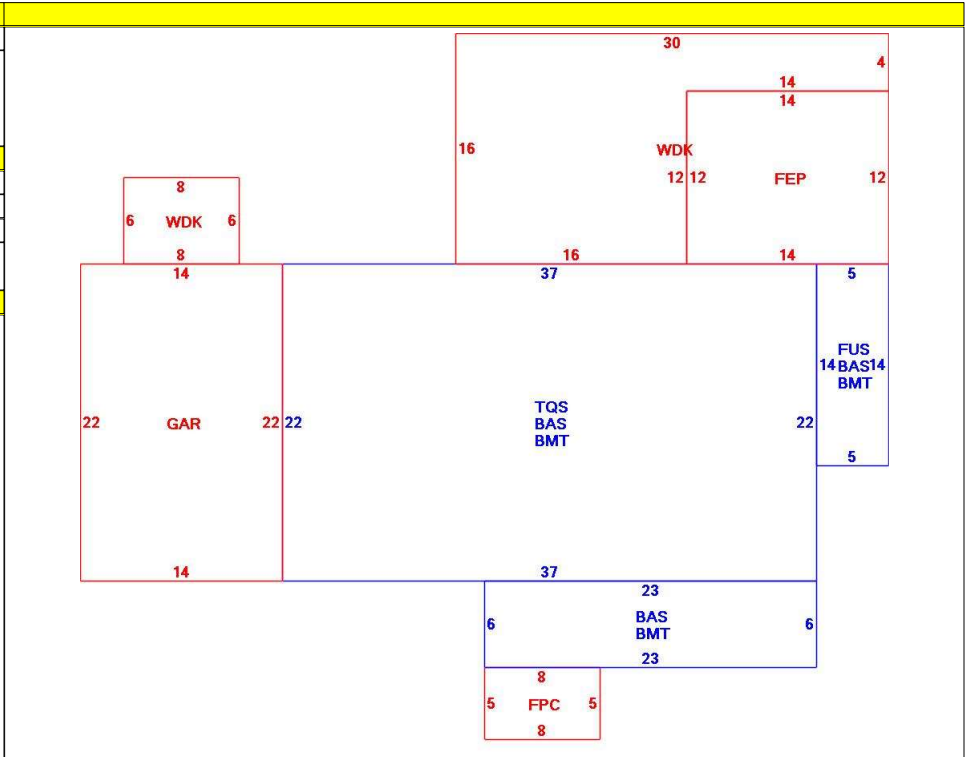 30
4
14
14
16
WDK
12 12 FEP 12
8
6 WDK 6
8
16 14
14 37 5
FUS
14 BAS 14
BMT
TQS
BAS
BMT
22 GAR 22 22 22
5
14 37
23
BAS
6 6
BMT
23
8
5 FPC 5
8